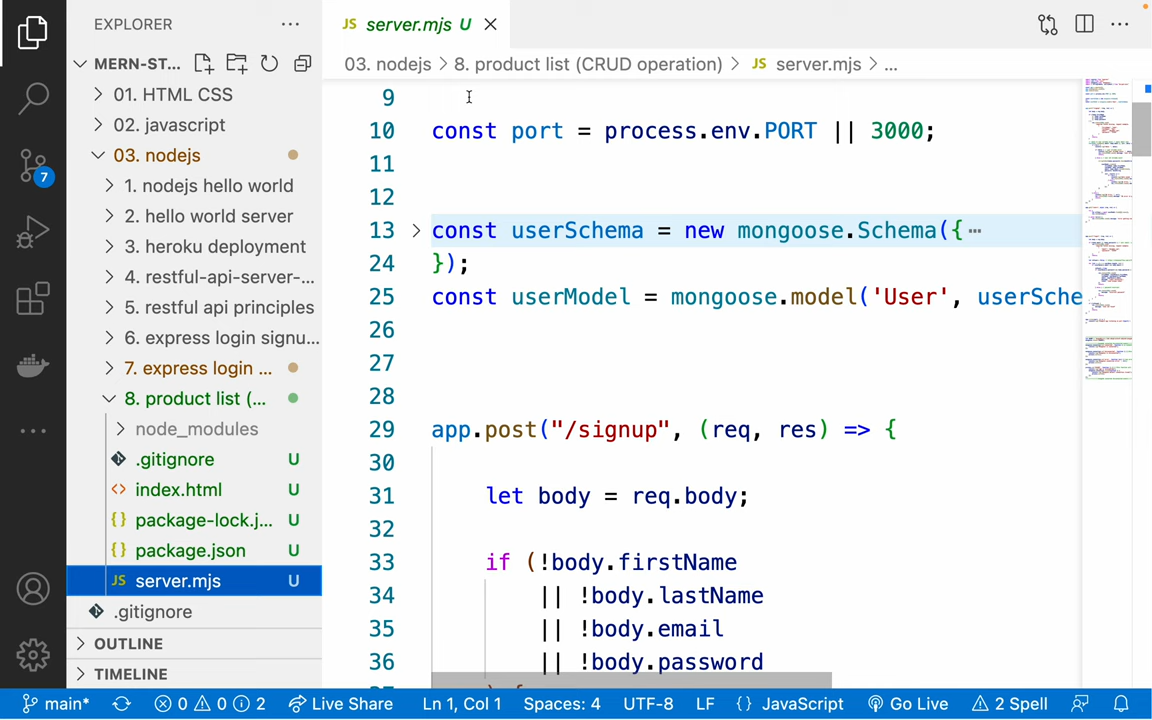 EXPLORER
JS server.mjs U
MERN-ST...
03. nodejs > 8. product list (CRUD operation) > JS server.mjs > ...
01. HTML CSS
02. javascript
03. nodejs
1. nodejs hello world
2. hello world server
3. heroku deployment
4. restful-api-server-...
5. restful api principles
6. express login signu...
7. express login ...
8. product list (...
node_modules
.gitignore U
index.html U
package-lock.j... U
package.json U
JS server.mjs U
.gitignore
OUTLINE
TIMELINE
7
9
10 const port = process.env.PORT || 3000;
11
12
13 const userSchema = new mongoose.Schema({
24 });
25 const userModel = mongoose.model('User', userSche
26
27
28
29 app.post("/signup", (req, res) => {
30
31 let body = req.body;
32
33 if (!body.firstName
34 || !body.lastName
35 || !body.email
36 || !body.password
main* 0 0 2 Live Share Ln 1, Col 1 Spaces: 4 UTF-8 LF {} JavaScript Go Live 2 Spell